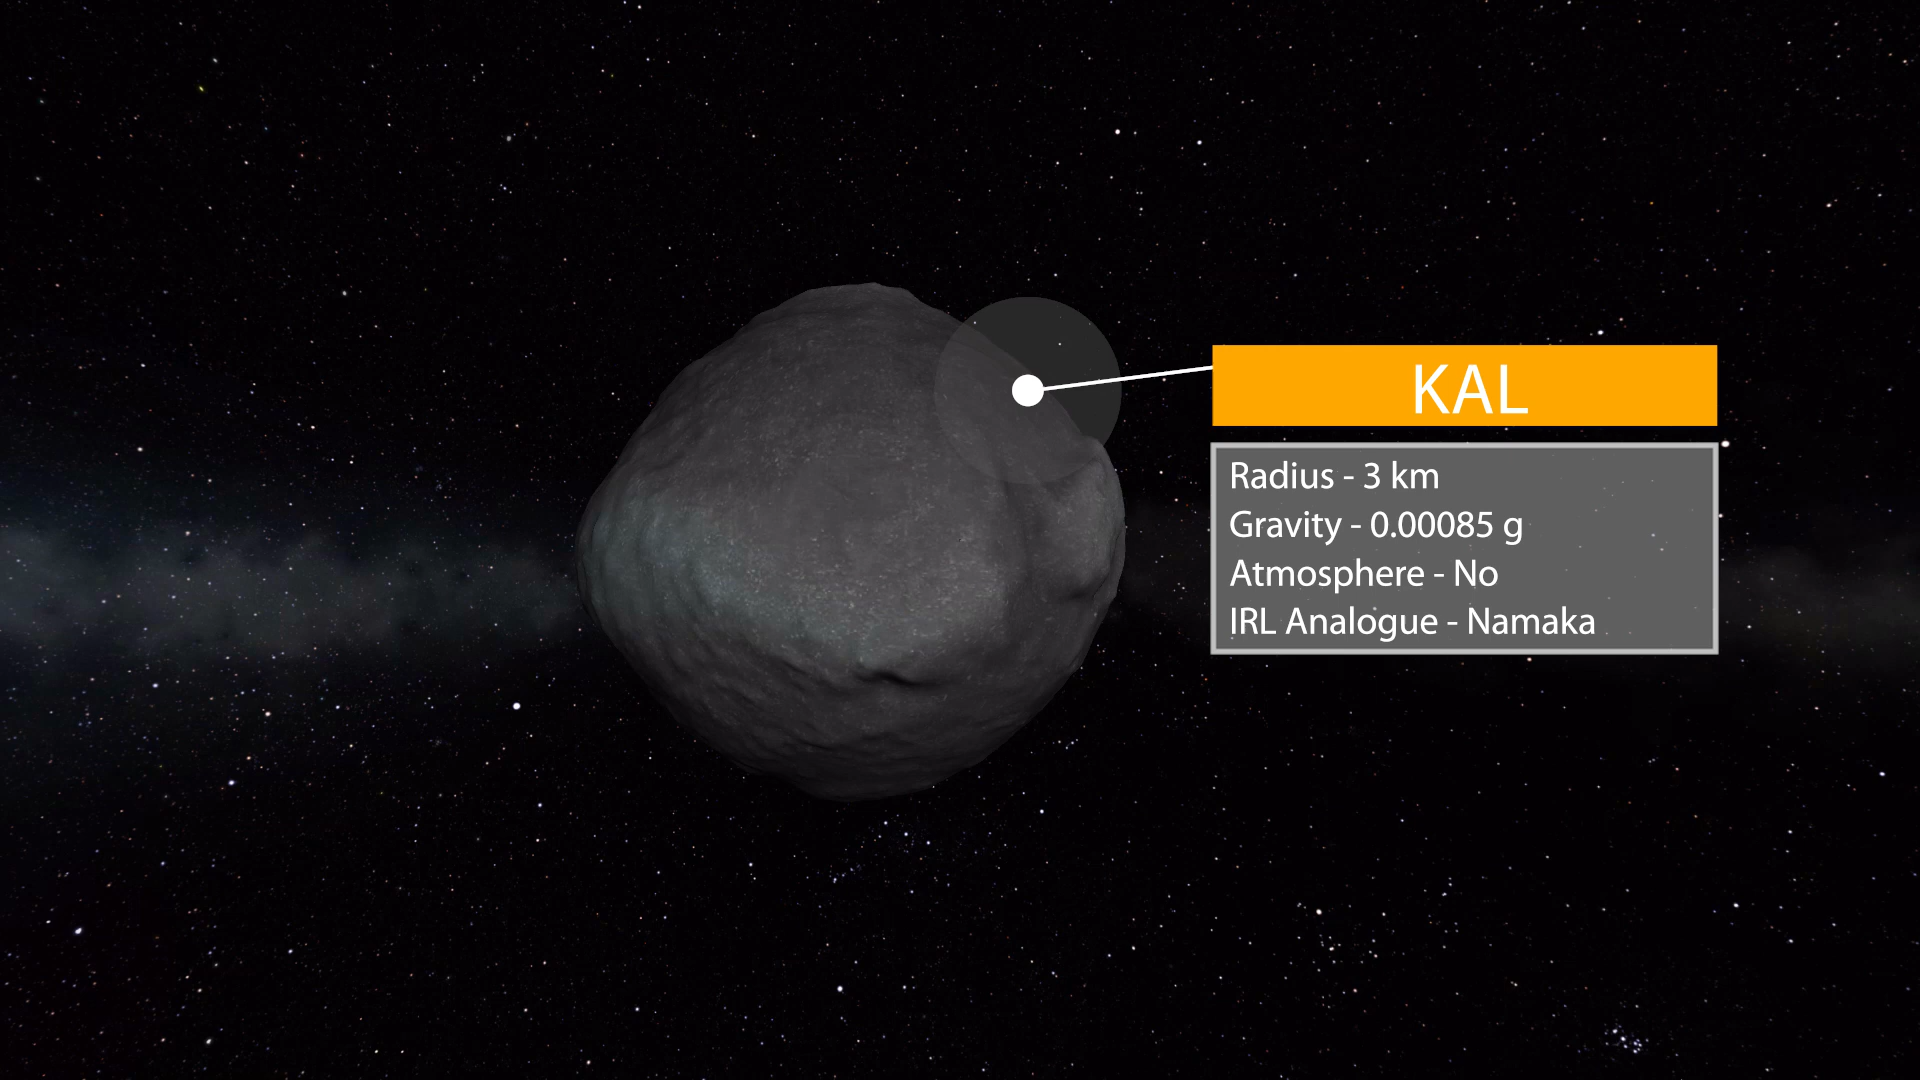 KAL
Radius - 3 km
Gravity - 0.00085 g
Atmosphere - No
IRL Analogue - Namaka